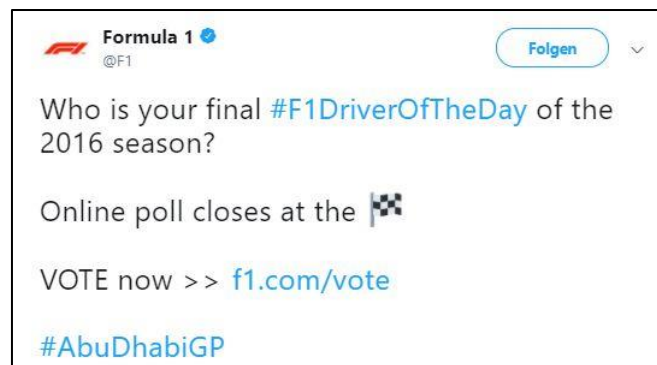 Formula 1
@F1
Folgen
Who is your final #F1DriverOfTheDay of the
2016 season?
Online poll closes at the 🏁
VOTE now >> f1.com/vote
#AbuDhabiGP